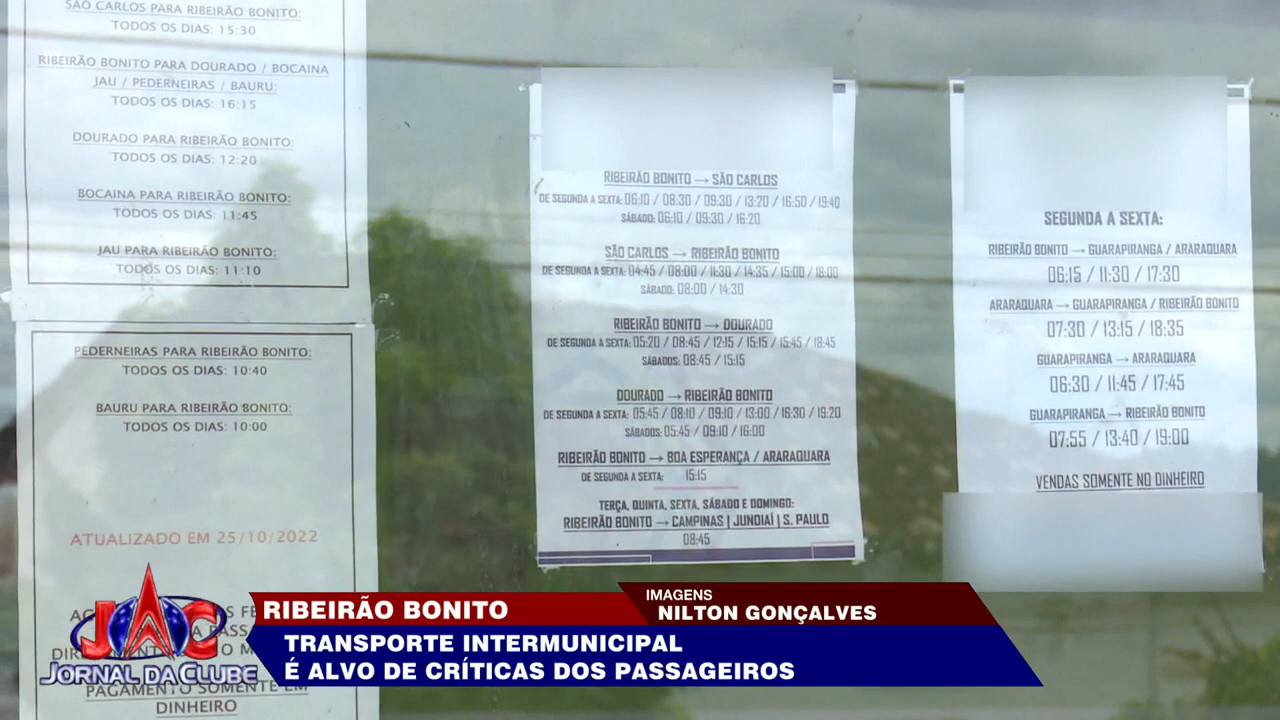 SÃO CARLOS PARA RIBEIRÃO BONITO:
TODOS OS DIAS: 15:30
RIBEIRÃO BONITO PARA DOURADO / BOCAINA
JAU / PEDERNEIRAS / BAURU:
TODOS OS DIAS: 16:15
DOURADO PARA RIBEIRÃO BONITO:
TODOS OS DIAS: 12:20
BOCAINA PARA RIBEIRÃO BONITO:
TODOS OS DIAS: 11:45
JAU PARA RIBEIRÃO BONITO:
TODOS OS DIAS: 11:10
PEDERNEIRAS PARA RIBEIRÃO BONITO:
TODOS OS DIAS: 10:40
BAURU PARA RIBEIRÃO BONITO:
TODOS OS DIAS: 10:00
ATUALIZADO EM 25/10/2022
PAGAMENTO SOMENTE EM
DINHEIRO
RIBEIRÃO BONITO → SÃO CARLOS
DE SEGUNDA A SEXTA: 06:10 / 08:30 / 09:30 / 13:20 / 16:50 / 19:40
SÁBADO: 06:10 / 09:30 / 16:20
SÃO CARLOS → RIBEIRÃO BONITO
DE SEGUNDA A SEXTA: 04:45 / 08:00 / 11:30 / 14:35 / 15:00 / 18:00
SÁBADO: 08:00 / 14:30
RIBEIRÃO BONITO → DOURADO
DE SEGUNDA A SEXTA: 05:20 / 08:45 / 12:15 / 15:15 / 15:45 / 18:45
SÁBADOS: 08:45 / 15:15
DOURADO → RIBEIRÃO BONITO
DE SEGUNDA A SEXTA: 05:45 / 08:10 / 09:10 / 13:00 / 16:30 / 19:20
SÁBADOS: 05:45 / 09:10 / 16:00
RIBEIRÃO BONITO → BOA ESPERANÇA / ARARAQUARA
DE SEGUNDA A SEXTA: 15:15
TERÇA, QUINTA, SEXTA, SÁBADO E DOMINGO:
RIBEIRÃO BONITO → CAMPINAS | JUNDIAÍ | S. PAULO
08:45
SEGUNDA A SEXTA:
RIBEIRÃO BONITO → GUARAPIRANGA / ARARAQUARA
06:15 / 11:30 / 17:30
ARARAQUARA → GUARAPIRANGA / RIBEIRÃO BONITO
07:30 / 13:15 / 18:35
GUARAPIRANGA → ARARAQUARA
06:30 / 11:45 / 17:45
GUARAPIRANGA → RIBEIRÃO BONITO
07:55 / 13:40 / 19:00
VENDAS SOMENTE NO DINHEIRO
JAC
JORNAL DA CLUBE
RIBEIRÃO BONITO
IMAGENS
NILTON GONÇALVES
TRANSPORTE INTERMUNICIPAL
É ALVO DE CRÍTICAS DOS PASSAGEIROS